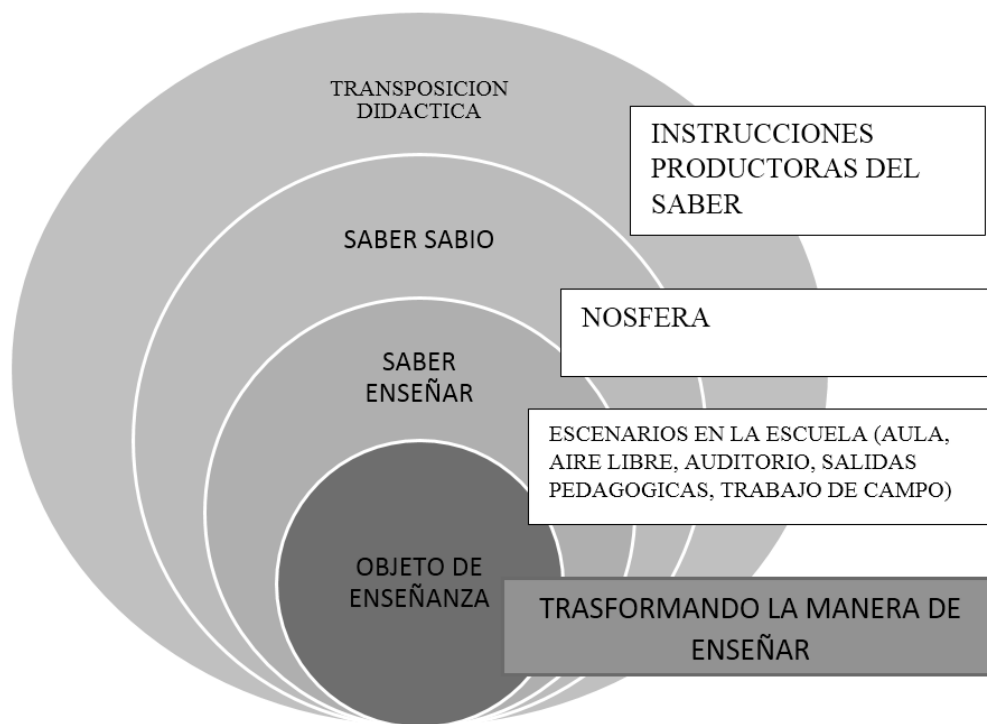 TRANSPOSICION
DIDACTICA
INSTRUCCIONES
PRODUCTORAS DEL
SABER
SABER SABIO
NOSFERA
SABER
ENSEÑAR
ESCENARIOS EN LA ESCUELA (AULA,
AIRE LIBRE, AUDITORIO, SALIDAS
PEDAGOGICAS, TRABAJO DE CAMPO)
OBJETO DE
ENSEÑANZA
TRASFORMANDO LA MANERA DE
ENSEÑAR